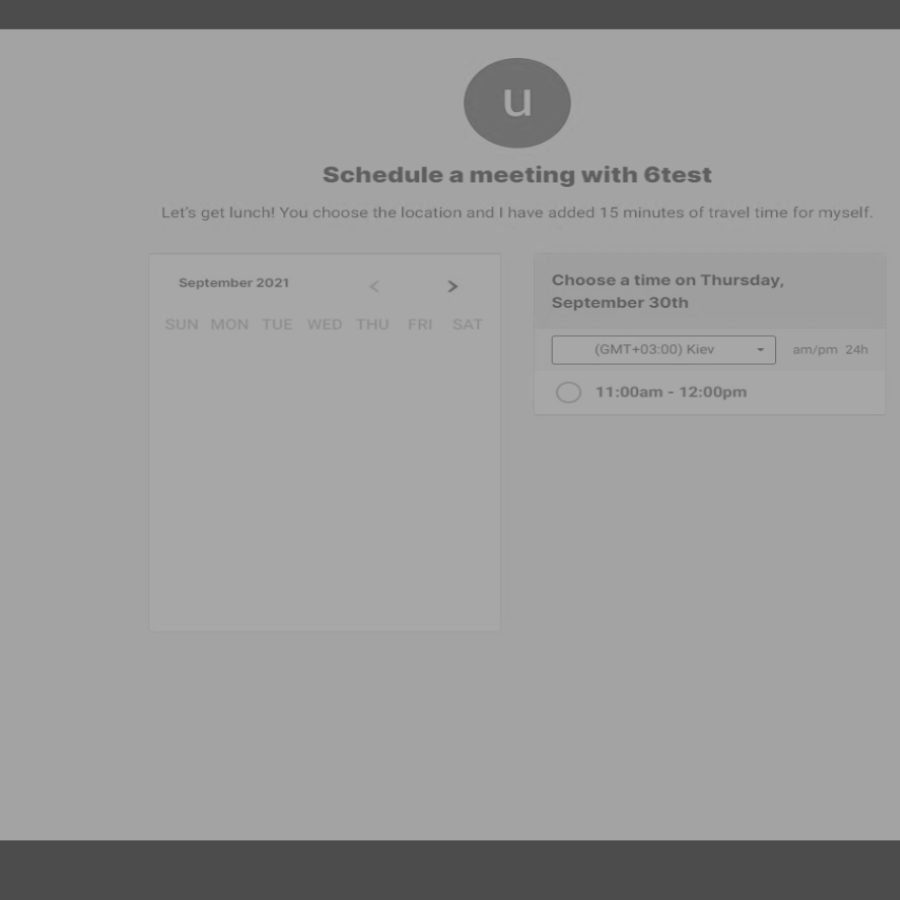 u
Schedule a meeting with 6test
Let's get lunch! You choose the location and I have added 15 minutes of travel time for myself.
September 2021
< >
SUN MON TUE WED THU FRI SAT
Choose a time on Thursday,
September 30th
(GMT+03:00) Kiev
am/pm 24h
11:00am - 12:00pm